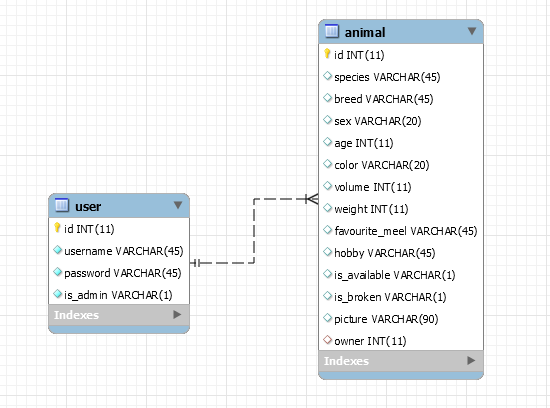 animal
id INT(11)
species VARCHAR(45)
breed VARCHAR(45)
sex VARCHAR(20)
age INT(11)
color VARCHAR(20)
volume INT(11)
weight INT(11)
favourite_meel VARCHAR(45)
hobby VARCHAR(45)
is_available VARCHAR(1)
is_broken VARCHAR(1)
picture VARCHAR(90)
owner INT(11)
Indexes
user
id INT(11)
username VARCHAR(45)
password VARCHAR(45)
is_admin VARCHAR(1)
Indexes